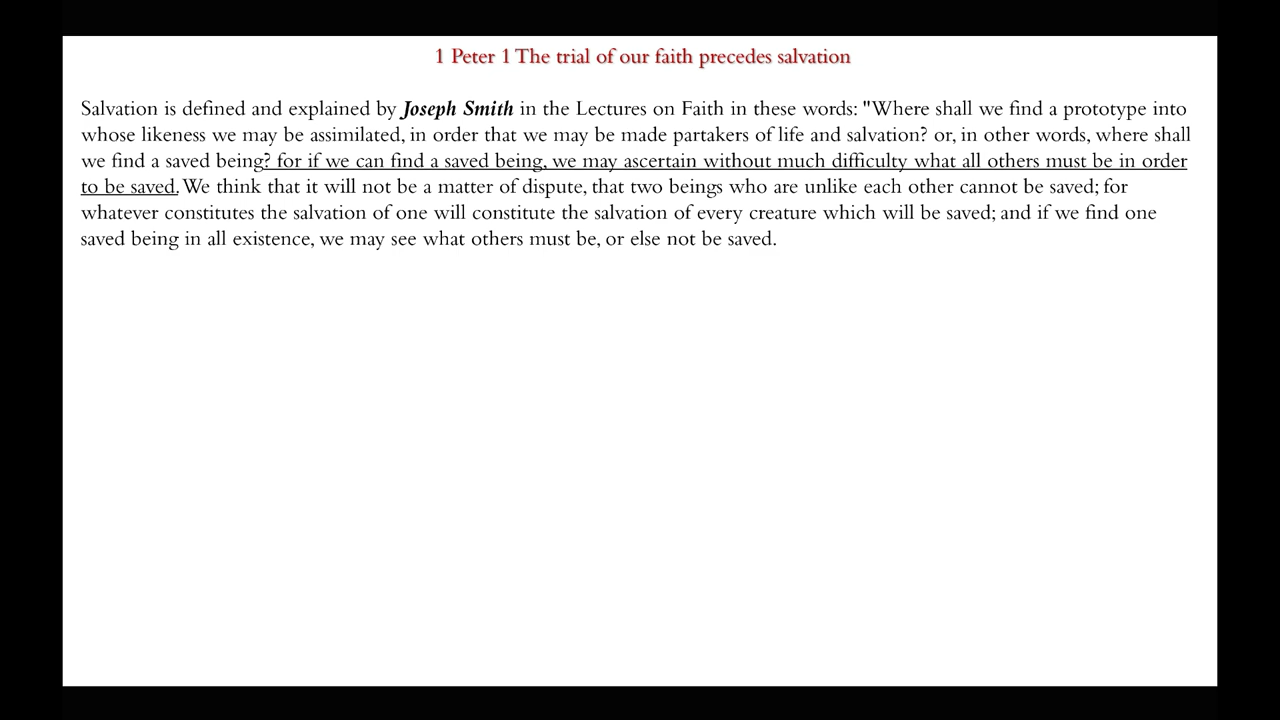 1 Peter 1 The trial of our faith precedes salvation
Salvation is defined and explained by Joseph Smith in the Lectures on Faith in these words: "Where shall we find a prototype into
whose likeness we may be assimilated, in order that we may be made partakers of life and salvation? or, in other words, where shall
we find a saved being? for if we can find a saved being, we may ascertain without much difficulty what all others must be in order
to be saved. We think that it will not be a matter of dispute, that two beings who are unlike each other cannot be saved; for
whatever constitutes the salvation of one will constitute the salvation of every creature which will be saved; and if we find one
saved being in all existence, we may see what others must be, or else not be saved.